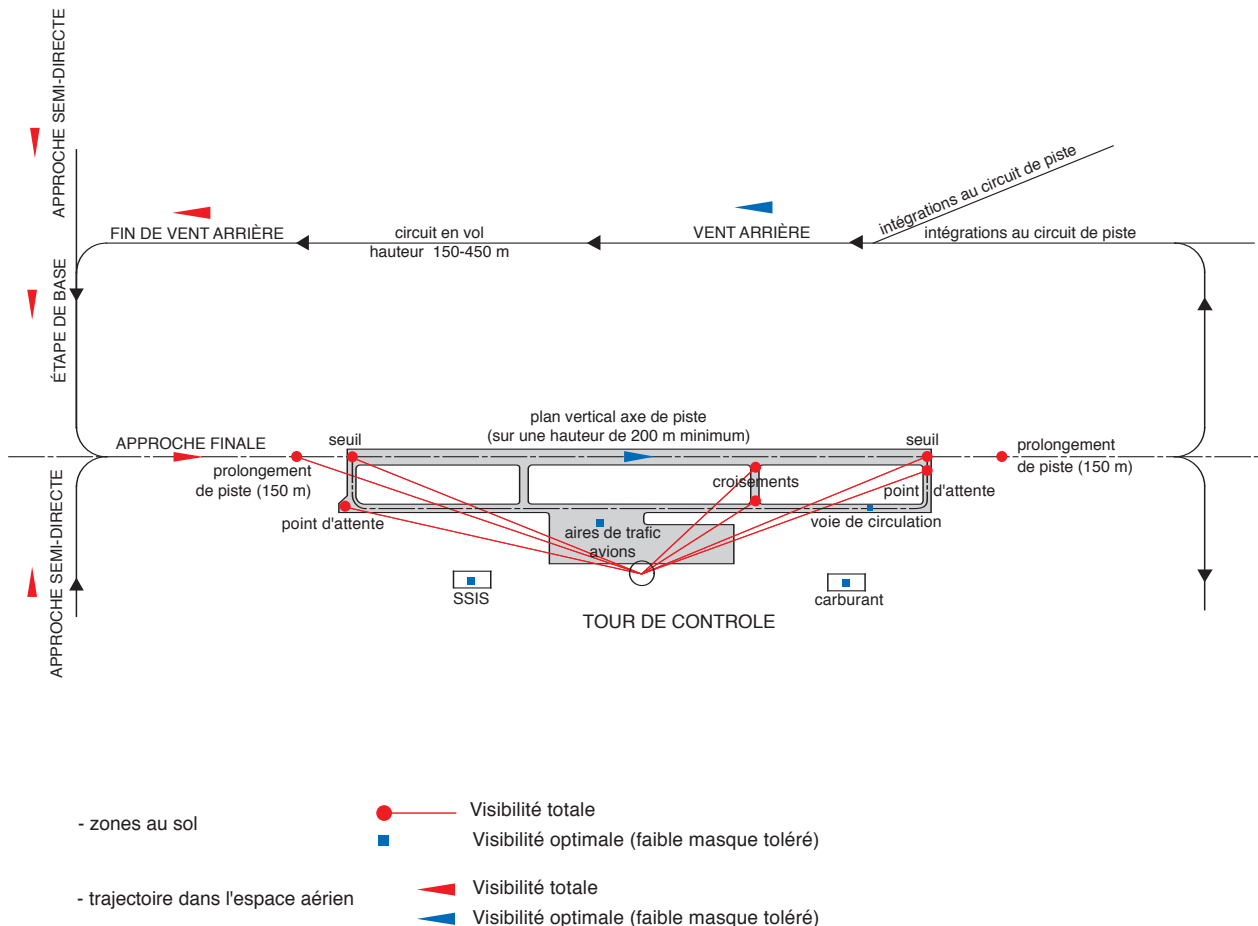 APPROCHE SEMI-DIRECTE
intégrations au circuit de piste
FIN DE VENT ARRIÈRE
circuit en vol
hauteur 150-450 m
VENT ARRIÈRE
intégrations au circuit de piste
ÉTAPE DE BASE
plan vertical axe de piste
(sur une hauteur de 200 m minimum)
APPROCHE FINALE
seuil
seuil
prolongement
de piste (150 m)
prolongement
de piste (150 m)
croisements
point d'attente
point d'attente
voie de circulation
aires de trafic
avions
APPROCHE SEMI-DIRECTE
SSIS
carburant
TOUR DE CONTROLE
- zones au sol
Visibilité totale
Visibilité optimale (faible masque toléré)
- trajectoire dans l'espace aérien
Visibilité totale
Visibilité optimale (faible masque toléré)